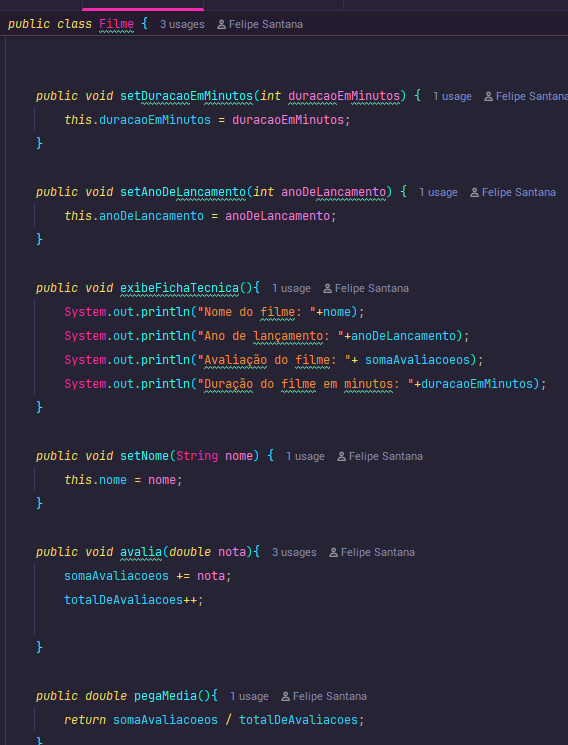 public class Filme { 3 usages Felipe Santana
public void setDuracaoEmMinutos(int duracaoEmMinutos) { 1 usage Felipe Santana
this.duracaoEmMinutos = duracaoEmMinutos;
}
public void setAnoDeLancamento(int anoDeLancamento) { 1 usage Felipe Santana
this.anoDeLancamento = anoDeLancamento;
}
public void exibeFichaTecnica(){ 1 usage Felipe Santana
System.out.println("Nome do filme: "+nome);
System.out.println("Ano de lançamento: "+anoDeLancamento);
System.out.println("Avaliação do filme: "+ somaAvaliacoeos);
System.out.println("Duração do filme em minutos: "+duracaoEmMinutos);
}
public void setNome(String nome) { 1 usage Felipe Santana
this.nome = nome;
}
public void avalia(double nota){ 3 usages Felipe Santana
somaAvaliacoeos += nota;
totalDeAvaliacoes++;
}
public double pegaMedia(){ 1 usage Felipe Santana
return somaAvaliacoeos / totalDeAvaliacoes;
}